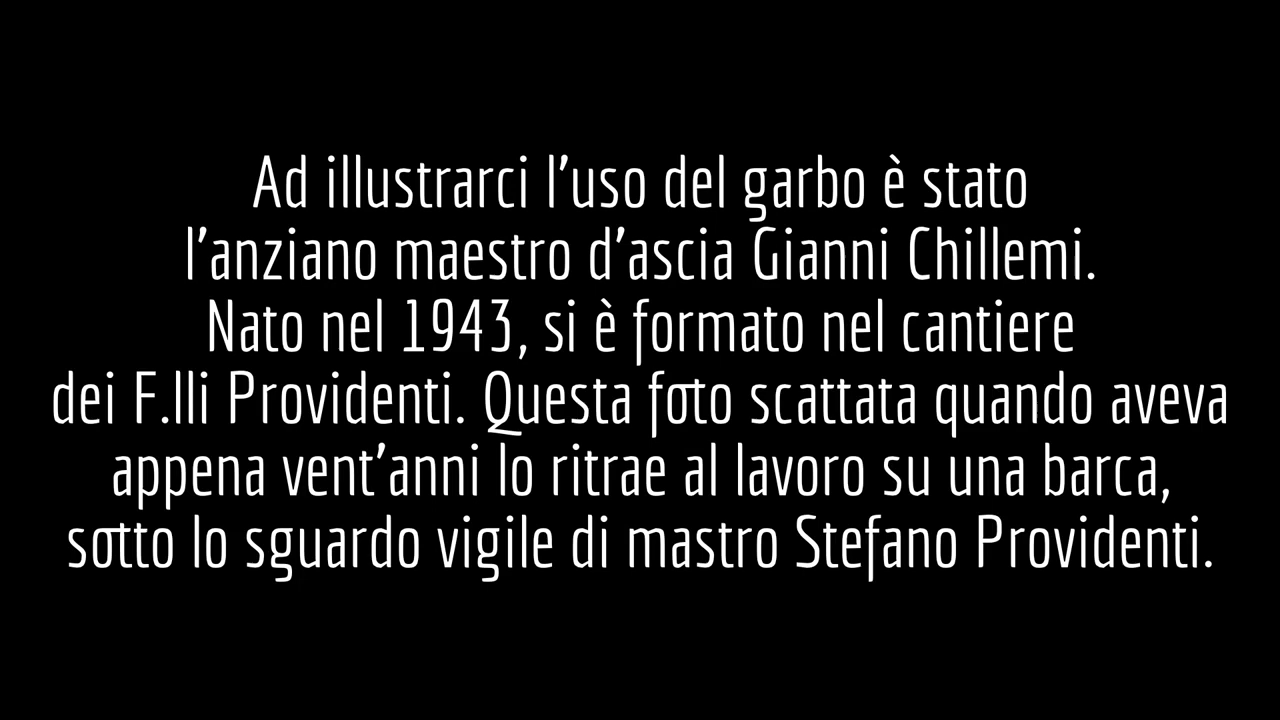 Ad illustrarci l'uso del garbo è stato
l'anziano maestro d'ascia Gianni Chillemi.
Nato nel 1943, si è formato nel cantiere
dei F.lli Providenti. Questa foto scattata quando aveva
appena vent'anni lo ritrae al lavoro su una barca,
sotto lo sguardo vigile di mastro Stefano Providenti.